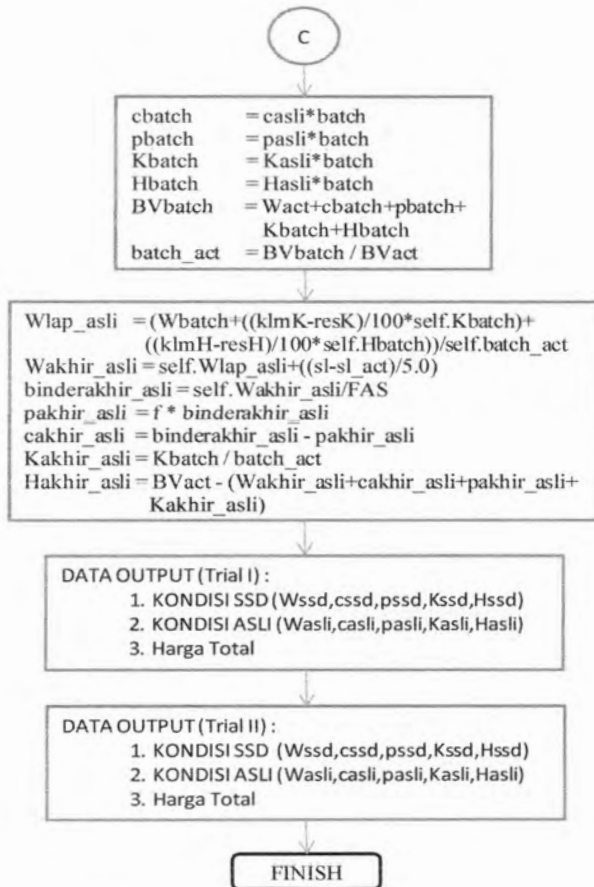 C
cbatch = casli*batch
pbatch = pasli*batch
Kbatch = Kasli*batch
Hbatch = Hasli*batch
BVbatch = Wact+cbatch+pbatch+
Kbatch+Hbatch
batch_act = BVbatch / BVact
Wlap_asli = (Wbatch+((klmK-resK)/100*self.Kbatch)+
((klmH-resH)/100*self.Hbatch))/self.batch_act
Wakhir_asli = self.Wlap_asli+((sl-sl_act)/5.0)
binderakhir_asli = self.Wakhir_asli/FAS
pakhir_asli = f * binderakhir_asli
cakhir_asli = binderakhir_asli - pakhir_asli
Kakhir_asli = Kbatch / batch_act
Hakhir_asli = BVact - (Wakhir_asli+cakhir_asli+pakhir_asli+
Kakhir_asli)
DATA OUTPUT (Trial I) :
1. KONDISI SSD (Wssd,cssd,pssd,Kssd,Hssd)
2. KONDISI ASLI (Wasli,casli,pasli,Kasli,Hasli)
3. Harga Total
DATA OUTPUT (Trial II) :
1. KONDISI SSD (Wssd,cssd,pssd,Kssd,Hssd)
2. KONDISI ASLI (Wasli,casli,pasli,Kasli,Hasli)
3. Harga Total
FINISH